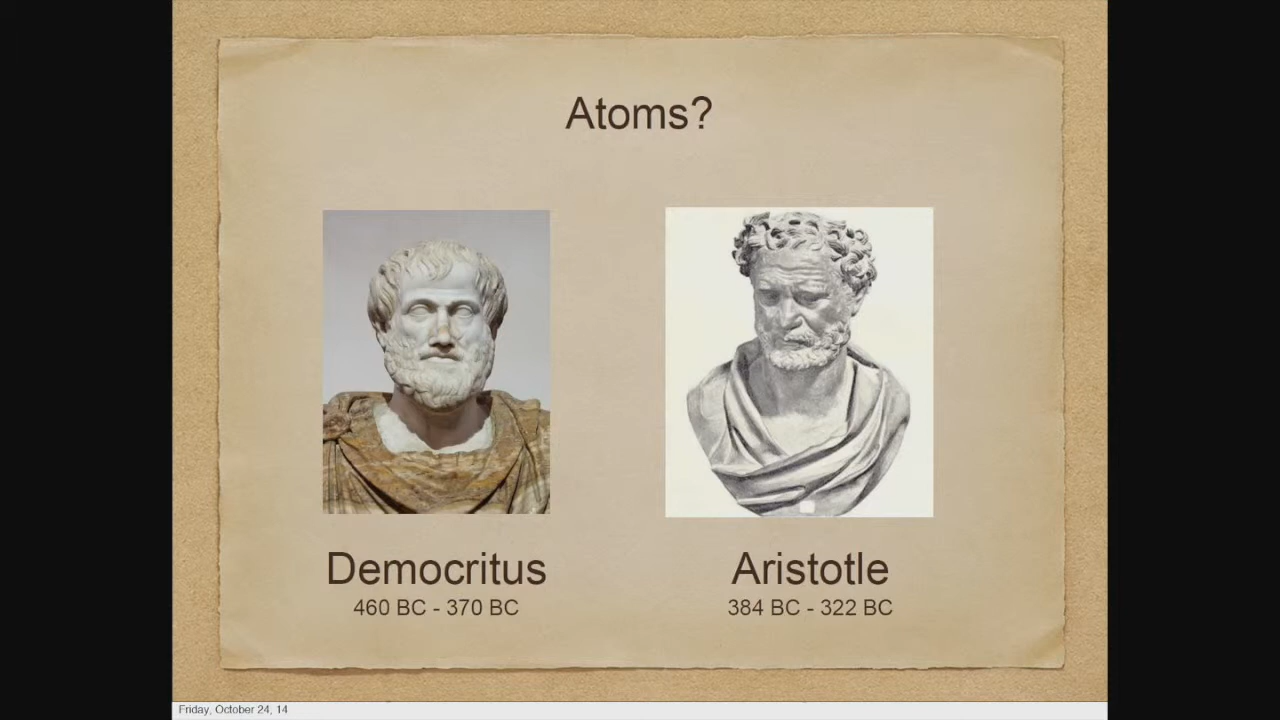 Atoms?
Democritus
460 BC - 370 BC
Aristotle
384 BC - 322 BC
Friday, October 24, 14